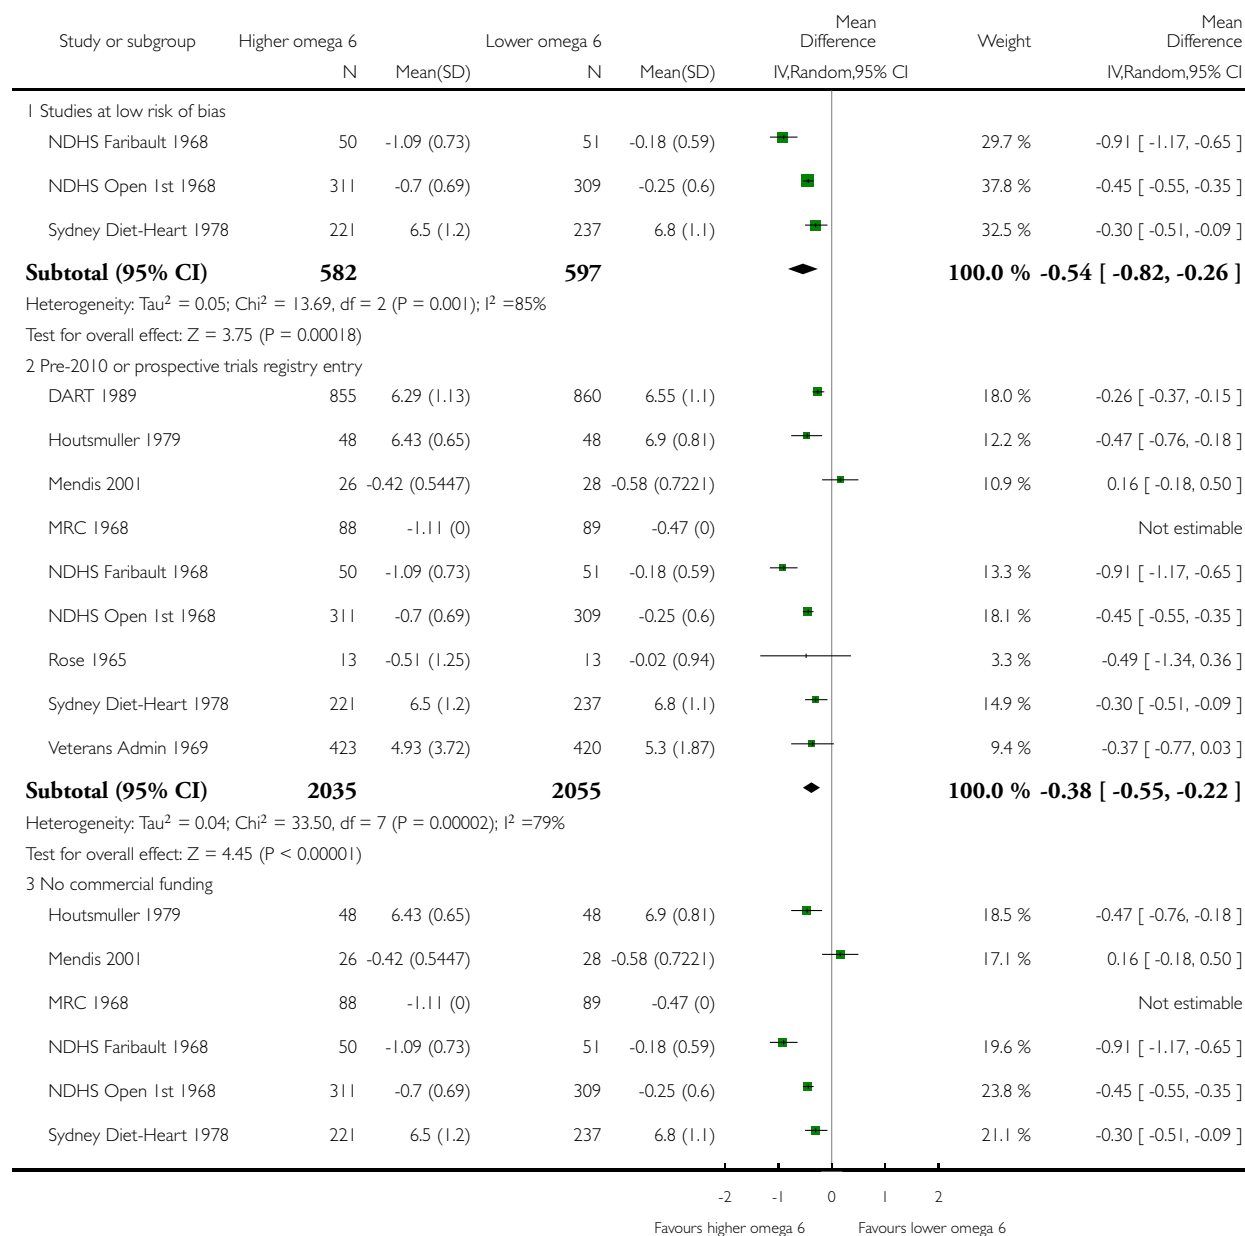 Mean Mean
Study or subgroup Higher omega 6 Lower omega 6 Difference Weight Difference
N Mean(SD) N Mean(SD) IV,Random,95% CI IV,Random,95% CI
1 Studies at low risk of bias
NDHS Faribault 1968 50 -1.09 (0.73) 51 -0.18 (0.59) 29.7 % -0.91 [ -1.17, -0.65 ]
NDHS Open 1st 1968 311 -0.7 (0.69) 309 -0.25 (0.6) 37.8 % -0.45 [ -0.55, -0.35 ]
Sydney Diet-Heart 1978 221 6.5 (1.2) 237 6.8 (1.1) 32.5 % -0.30 [ -0.51, -0.09 ]
Subtotal (95% CI) 582 597 100.0 % -0.54 [ -0.82, -0.26 ]
Heterogeneity: Tau² = 0.05; Chi² = 13.69, df = 2 (P = 0.001); I² =85%
Test for overall effect: Z = 3.75 (P = 0.00018)
2 Pre-2010 or prospective trials registry entry
DART 1989 855 6.29 (1.13) 860 6.55 (1.1) 18.0 % -0.26 [ -0.37, -0.15 ]
Houtsmuller 1979 48 6.43 (0.65) 48 6.9 (0.81) 12.2 % -0.47 [ -0.76, -0.18 ]
Mendis 2001 26 -0.42 (0.5447) 28 -0.58 (0.7221) 10.9 % 0.16 [ -0.18, 0.50 ]
MRC 1968 88 -1.11 (0) 89 -0.47 (0) Not estimable
NDHS Faribault 1968 50 -1.09 (0.73) 51 -0.18 (0.59) 13.3 % -0.91 [ -1.17, -0.65 ]
NDHS Open 1st 1968 311 -0.7 (0.69) 309 -0.25 (0.6) 18.1 % -0.45 [ -0.55, -0.35 ]
Rose 1965 13 -0.51 (1.25) 13 -0.02 (0.94) 3.3 % -0.49 [ -1.34, 0.36 ]
Sydney Diet-Heart 1978 221 6.5 (1.2) 237 6.8 (1.1) 14.9 % -0.30 [ -0.51, -0.09 ]
Veterans Admin 1969 423 4.93 (3.72) 420 5.3 (1.87) 9.4 % -0.37 [ -0.77, 0.03 ]
Subtotal (95% CI) 2035 2055 100.0 % -0.38 [ -0.55, -0.22 ]
Heterogeneity: Tau² = 0.04; Chi² = 33.50, df = 7 (P = 0.00002); I² =79%
Test for overall effect: Z = 4.45 (P < 0.00001)
3 No commercial funding
Houtsmuller 1979 48 6.43 (0.65) 48 6.9 (0.81) 18.5 % -0.47 [ -0.76, -0.18 ]
Mendis 2001 26 -0.42 (0.5447) 28 -0.58 (0.7221) 17.1 % 0.16 [ -0.18, 0.50 ]
MRC 1968 88 -1.11 (0) 89 -0.47 (0) Not estimable
NDHS Faribault 1968 50 -1.09 (0.73) 51 -0.18 (0.59) 19.6 % -0.91 [ -1.17, -0.65 ]
NDHS Open 1st 1968 311 -0.7 (0.69) 309 -0.25 (0.6) 23.8 % -0.45 [ -0.55, -0.35 ]
Sydney Diet-Heart 1978 221 6.5 (1.2) 237 6.8 (1.1) 21.1 % -0.30 [ -0.51, -0.09 ]
-2 -1 0 1 2
Favours higher omega 6 Favours lower omega 6